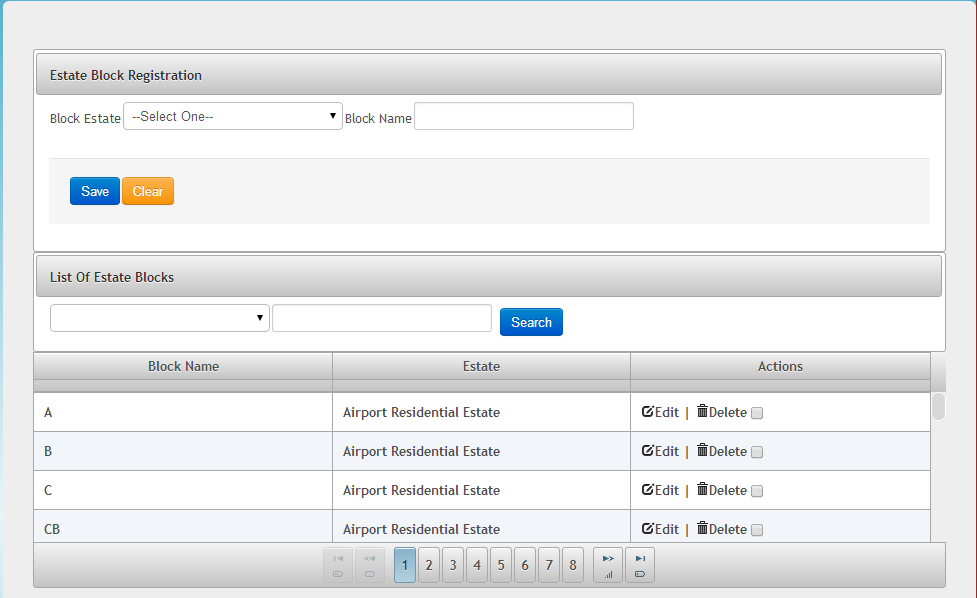 Estate Block Registration
Block Estate --Select One-- Block Name
Save Clear
List Of Estate Blocks
Search
Block Name Estate Actions
A Airport Residential Estate Edit | Delete
B Airport Residential Estate Edit | Delete
C Airport Residential Estate Edit | Delete
CB Airport Residential Estate Edit | Delete
1 2 3 4 5 6 7 8